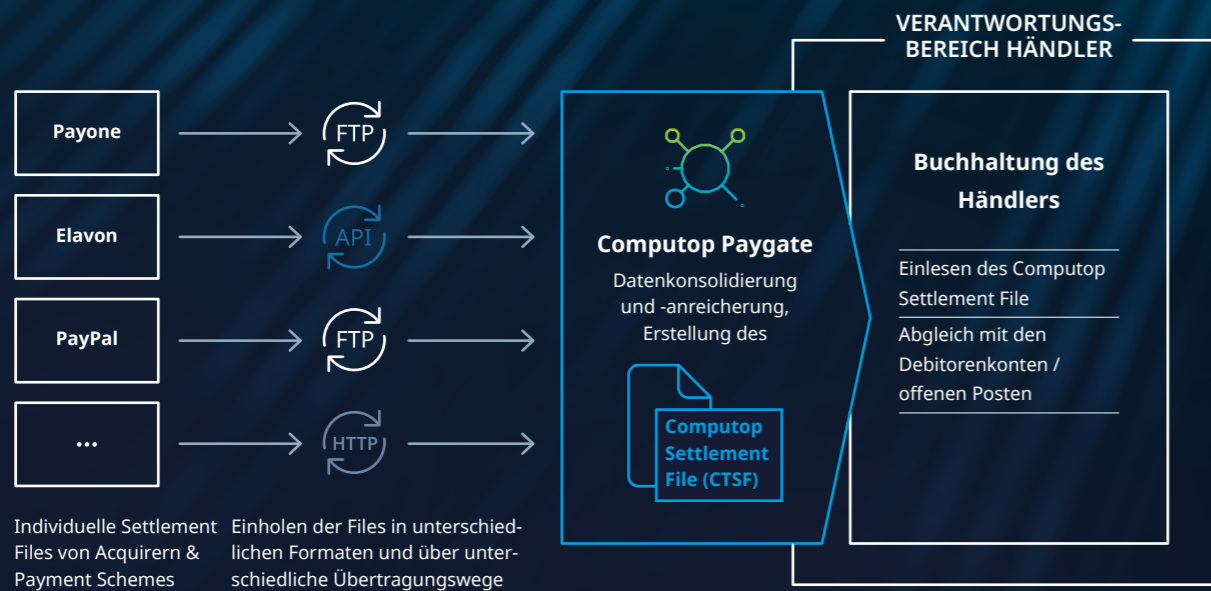 VERANTWORTUNGS-
BEREICH HÄNDLER
Payone
FTP
Elavon
API
PayPal
FTP
...
HTTP
Individuelle Settlement
Files von Acquirern &
Payment Schemes
Einholen der Files in unterschied-
lichen Formaten und über unter-
schiedliche Übertragungswege
Computop Paygate
Datenkonsolidierung
und -anreicherung,
Erstellung des
Computop
Settlement
File (CTSF)
Buchhaltung des
Händlers
Einlesen des Computop
Settlement File
Abgleich mit den
Debitorenkonten /
offenen Posten